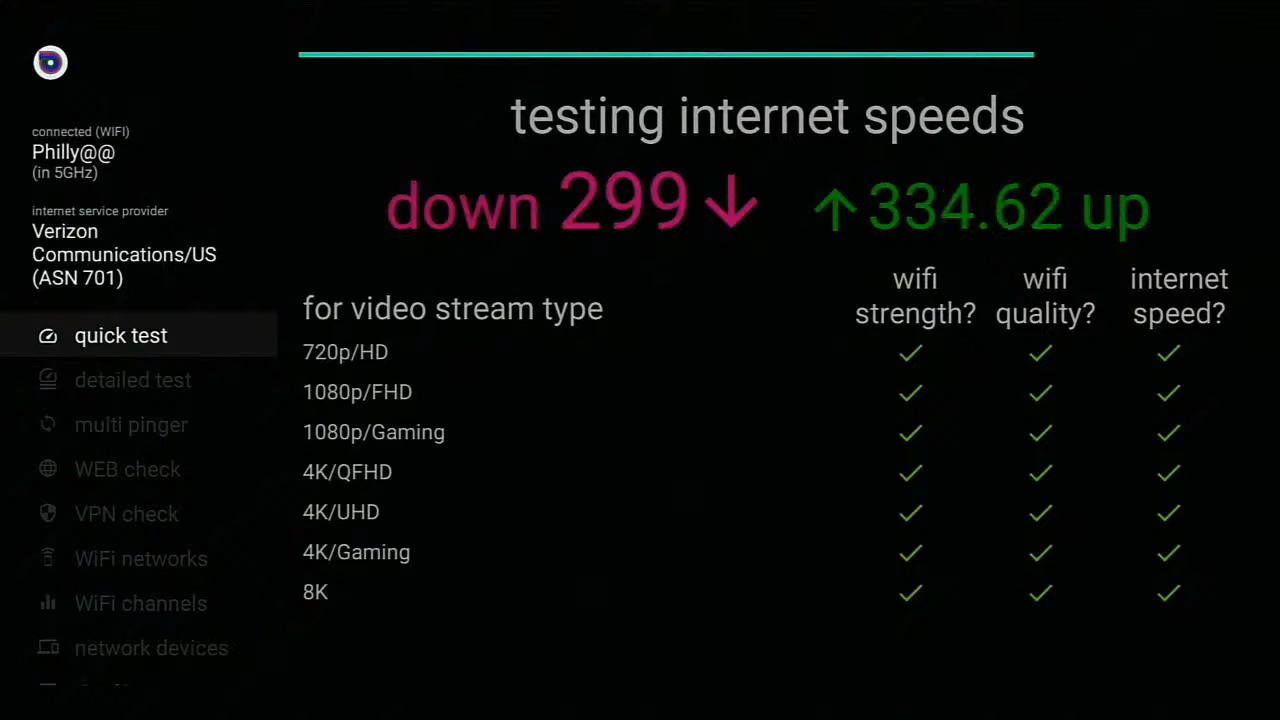 connected (WIFI)
Philly@@
(in 5GHz)
internet service provider
Verizon
Communications/US
(ASN 701)
quick test
detailed test
multi pinger
WEB check
VPN check
WiFi networks
WiFi channels
network devices
testing internet speeds
down 299↓ ↑334.62 up
for video stream type
wifi strength?
wifi quality?
internet speed?
720p/HD ✓ ✓ ✓
1080p/FHD ✓ ✓ ✓
1080p/Gaming ✓ ✓ ✓
4K/QFHD ✓ ✓ ✓
4K/UHD ✓ ✓ ✓
4K/Gaming ✓ ✓ ✓
8K ✓ ✓ ✓